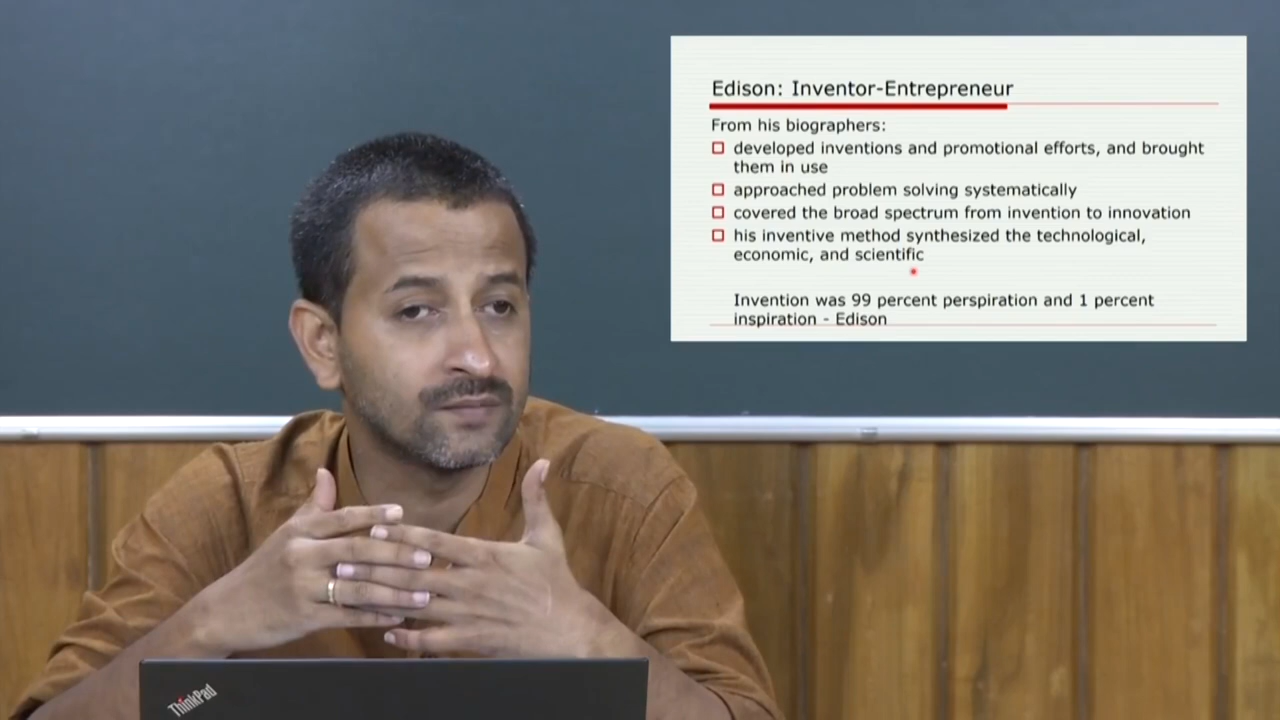 Edison: Inventor-Entrepreneur
From his biographers:
developed inventions and promotional efforts, and brought
them in use
approached problem solving systematically
covered the broad spectrum from invention to innovation
his inventive method synthesized the technological,
economic, and scientific
Invention was 99 percent perspiration and 1 percent
inspiration - Edison
ThinkPad